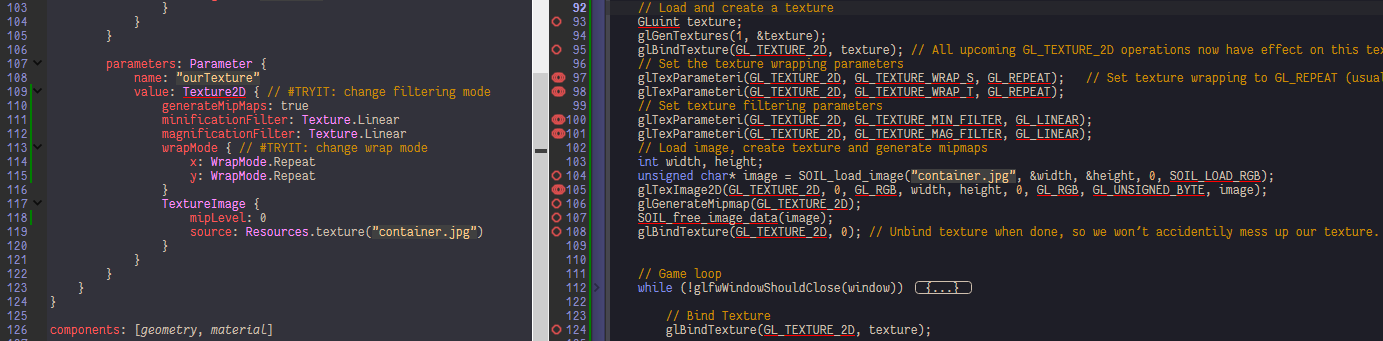 103 }
104 }
105 }
106
107 parameters: Parameter {
108 name: "ourTexture"
109 value: Texture2D { // #TRYIT: change filtering mode
110 generateMipMaps: true
111 minificationFilter: Texture.Linear
112 magnificationFilter: Texture.Linear
113 wrapMode { // #TRYIT: change wrap mode
114 x: WrapMode.Repeat
115 y: WrapMode.Repeat
116 }
117 TextureImage {
118 mipLevel: 0
119 source: Resources.texture("container.jpg")
120 }
121 }
122 }
123 }
124 }
125
126 components: [geometry, material]
92 // Load and create a texture
93 GLuint texture;
94 glGenTextures(1, &texture);
95 glBindTexture(GL_TEXTURE_2D, texture); // All upcoming GL_TEXTURE_2D operations now have effect on this tex
96 // Set the texture wrapping parameters
97 glTexParameteri(GL_TEXTURE_2D, GL_TEXTURE_WRAP_S, GL_REPEAT); // Set texture wrapping to GL_REPEAT (usual
98 glTexParameteri(GL_TEXTURE_2D, GL_TEXTURE_WRAP_T, GL_REPEAT);
99 // Set texture filtering parameters
100 glTexParameteri(GL_TEXTURE_2D, GL_TEXTURE_MIN_FILTER, GL_LINEAR);
101 glTexParameteri(GL_TEXTURE_2D, GL_TEXTURE_MAG_FILTER, GL_LINEAR);
102 // Load image, create texture and generate mipmaps
103 int width, height;
104 unsigned char* image = SOIL_load_image("container.jpg", &width, &height, 0, SOIL_LOAD_RGB);
105 glTexImage2D(GL_TEXTURE_2D, 0, GL_RGB, width, height, 0, GL_RGB, GL_UNSIGNED_BYTE, image);
106 glGenerateMipmap(GL_TEXTURE_2D);
107 SOIL_free_image_data(image);
108 glBindTexture(GL_TEXTURE_2D, 0); // Unbind texture when done, so we won't accidentily mess up our texture.
109
110
111 // Game loop
112 while (!glfwWindowShouldClose(window)) {...}
122
123 // Bind Texture
124 glBindTexture(GL_TEXTURE_2D, texture);